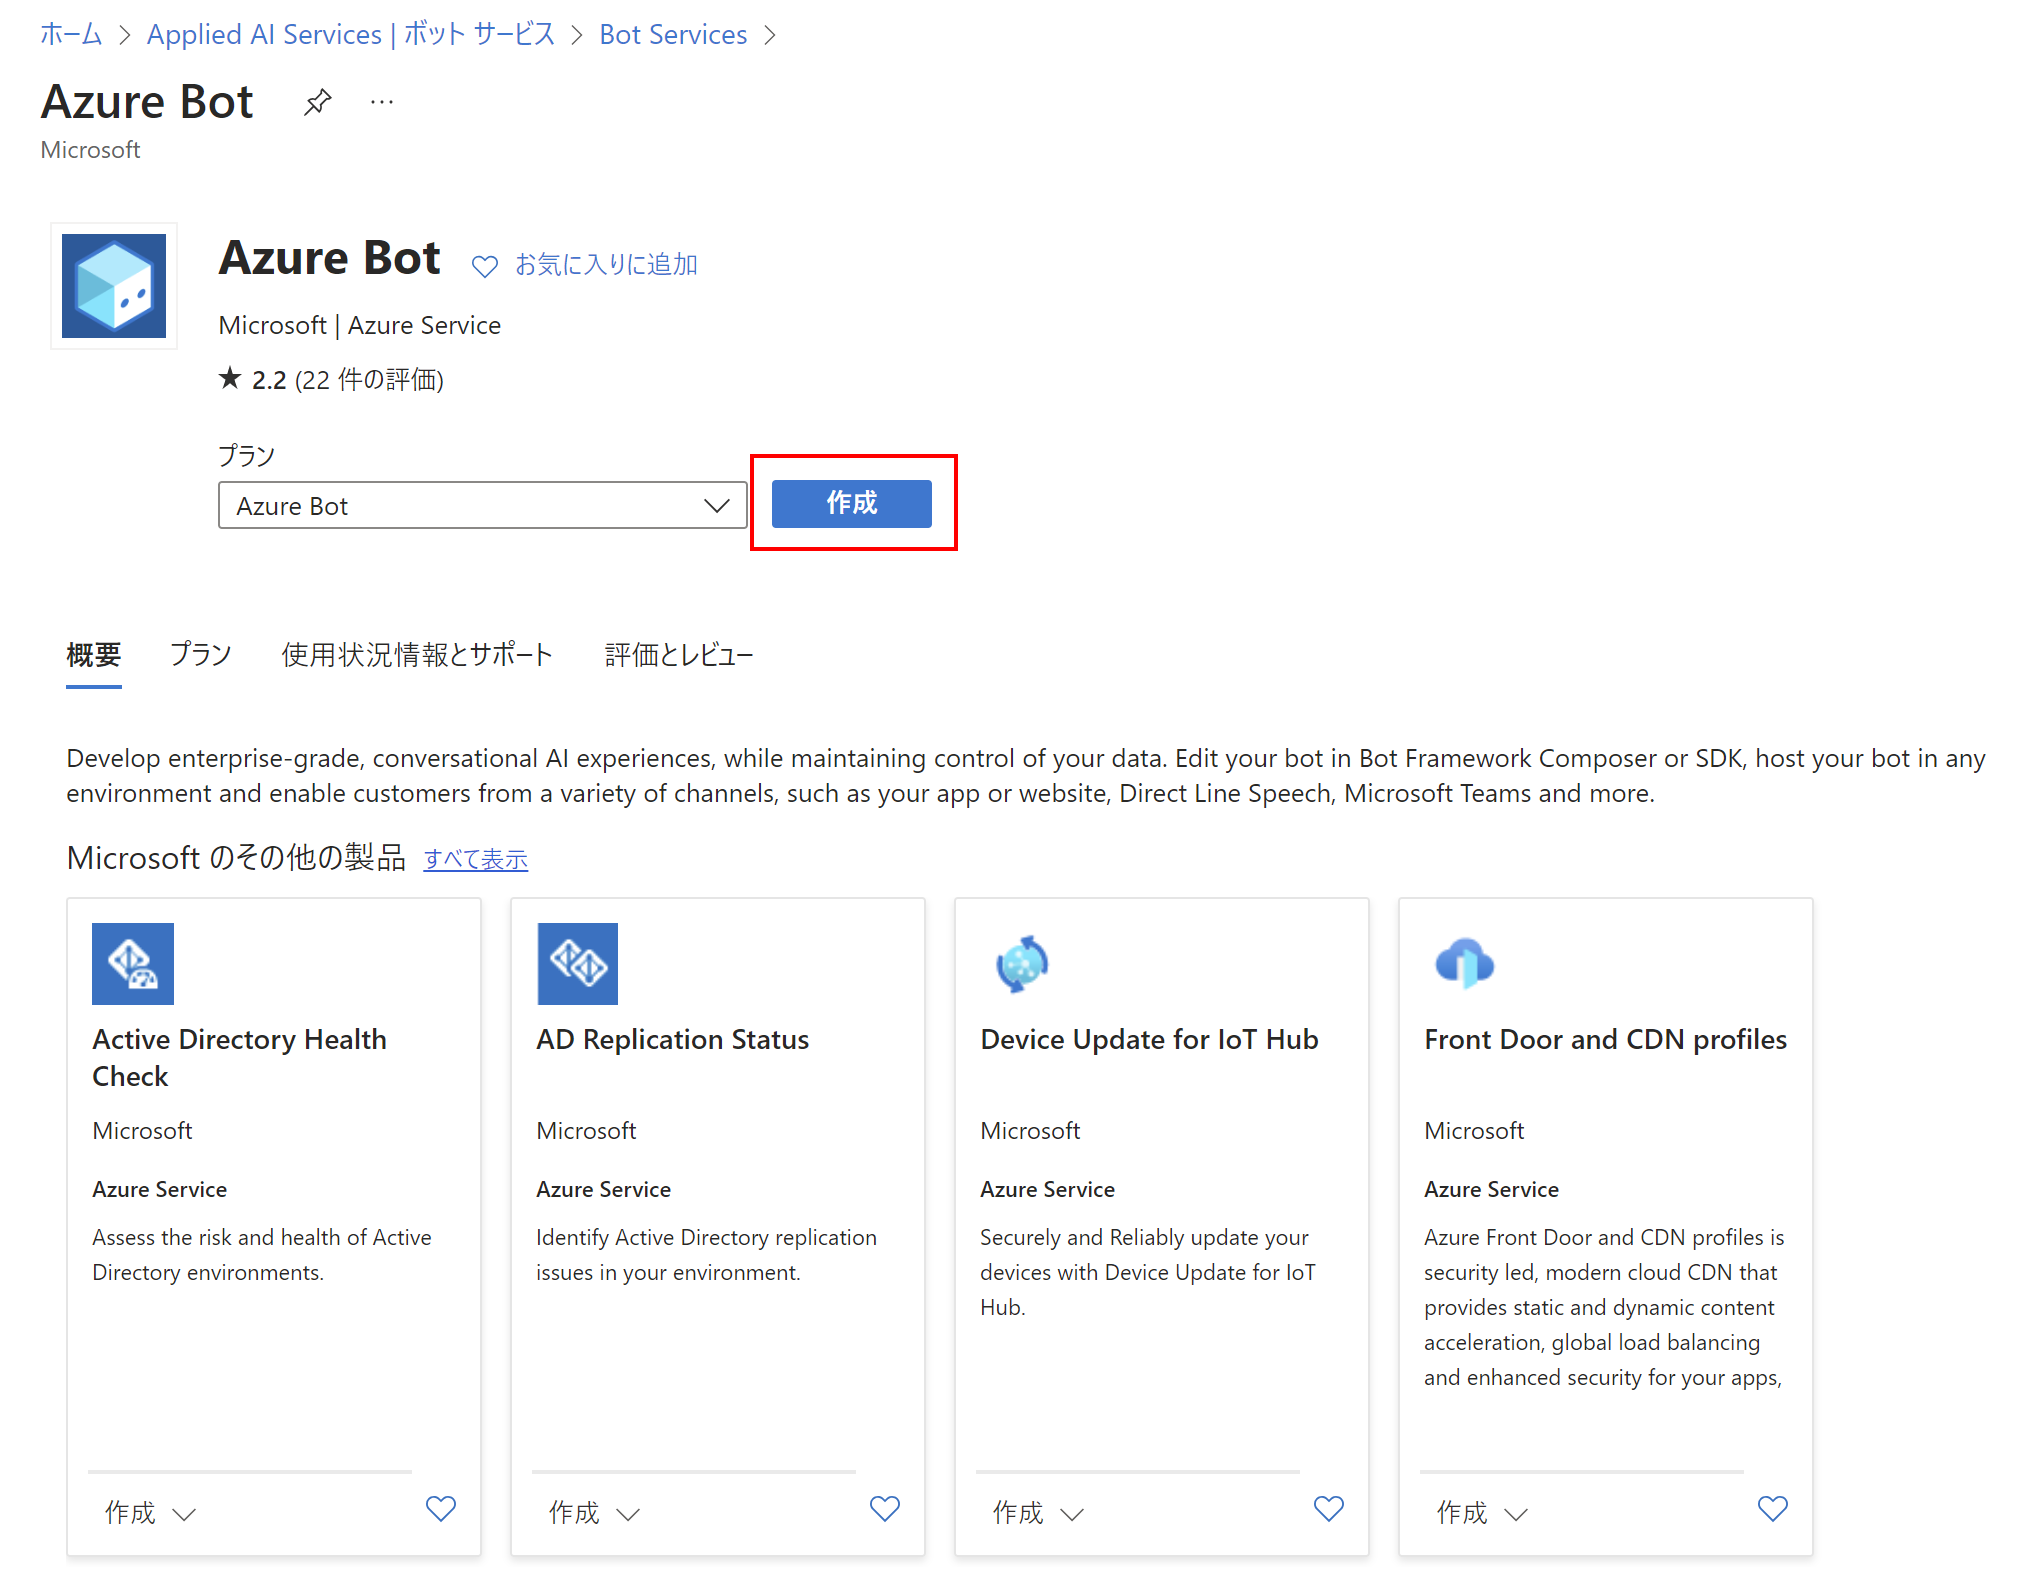 ホーム > Applied AI Services | ボット サービス > Bot Services >
Azure Bot ···
Microsoft
Azure Bot お気に入りに追加
Microsoft | Azure Service
★ 2.2 (22 件の評価)
プラン
Azure Bot
作成
概要 プラン 使用状況情報とサポート 評価とレビュー
Develop enterprise-grade, conversational AI experiences, while maintaining control of your data. Edit your bot in Bot Framework Composer or SDK, host your bot in any
environment and enable customers from a variety of channels, such as your app or website, Direct Line Speech, Microsoft Teams and more.
Microsoft のその他の製品 すべて表示
Active Directory Health
Check
Microsoft
Azure Service
Assess the risk and health of Active
Directory environments.
作成
AD Replication Status
Microsoft
Azure Service
Identify Active Directory replication
issues in your environment.
作成
Device Update for IoT Hub
Microsoft
Azure Service
Securely and Reliably update your
devices with Device Update for IoT
Hub.
作成
Front Door and CDN profiles
Microsoft
Azure Service
Azure Front Door and CDN profiles is
security led, modern cloud CDN that
provides static and dynamic content
acceleration, global load balancing
and enhanced security for your apps,
作成